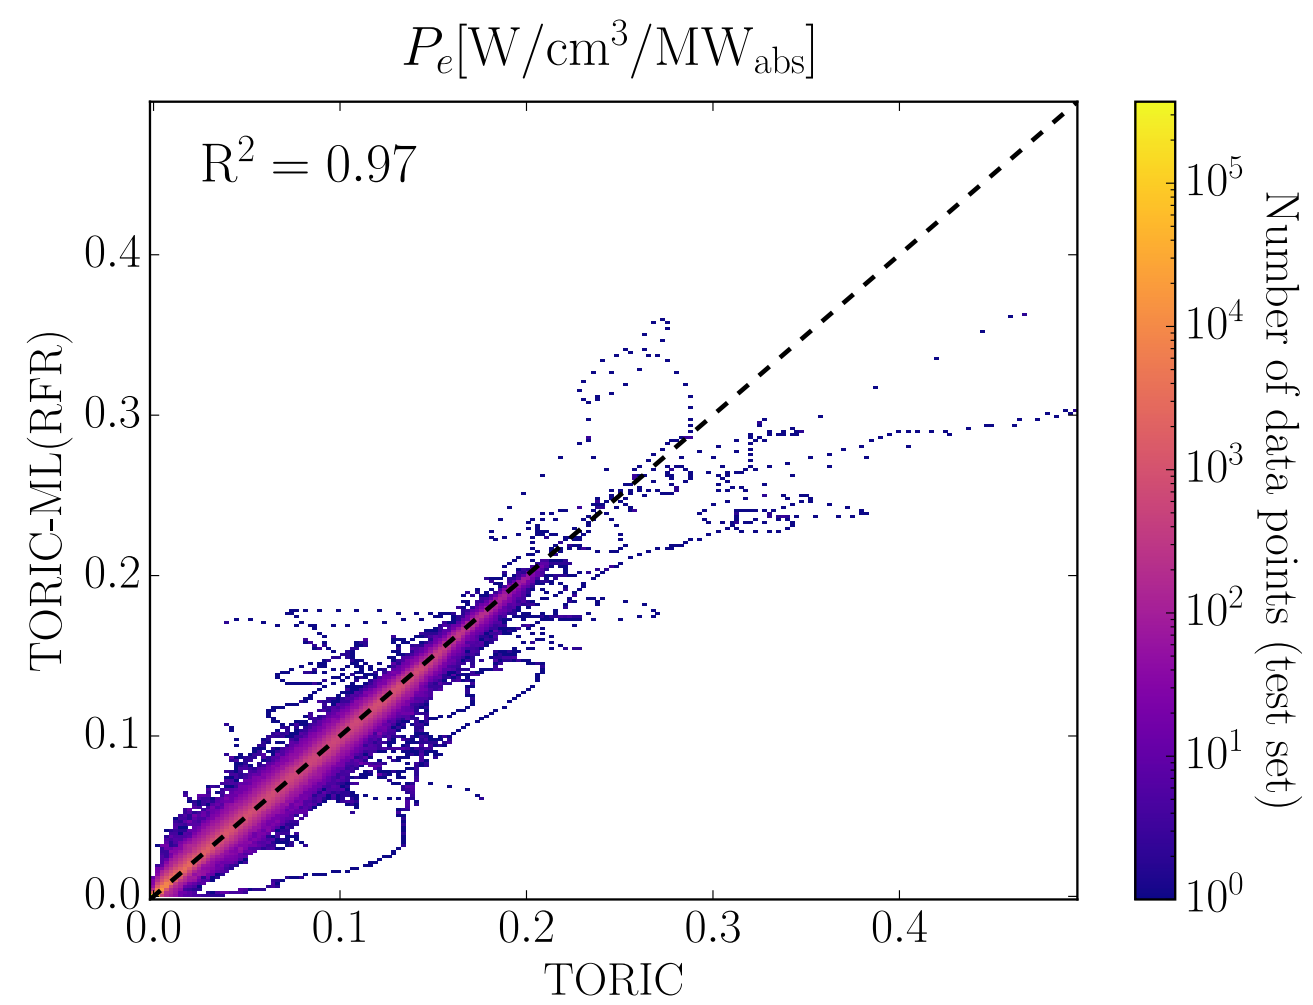 P_e[W/cm^3/MW_abs]
R^2 = 0.97
TORIC-ML(RFR)
0.4
0.3
0.2
0.1
0.0
0.0 0.1 0.2 0.3 0.4
TORIC
10^5
10^4
10^3
10^2
10^1
10^0
Number of data points (test set)